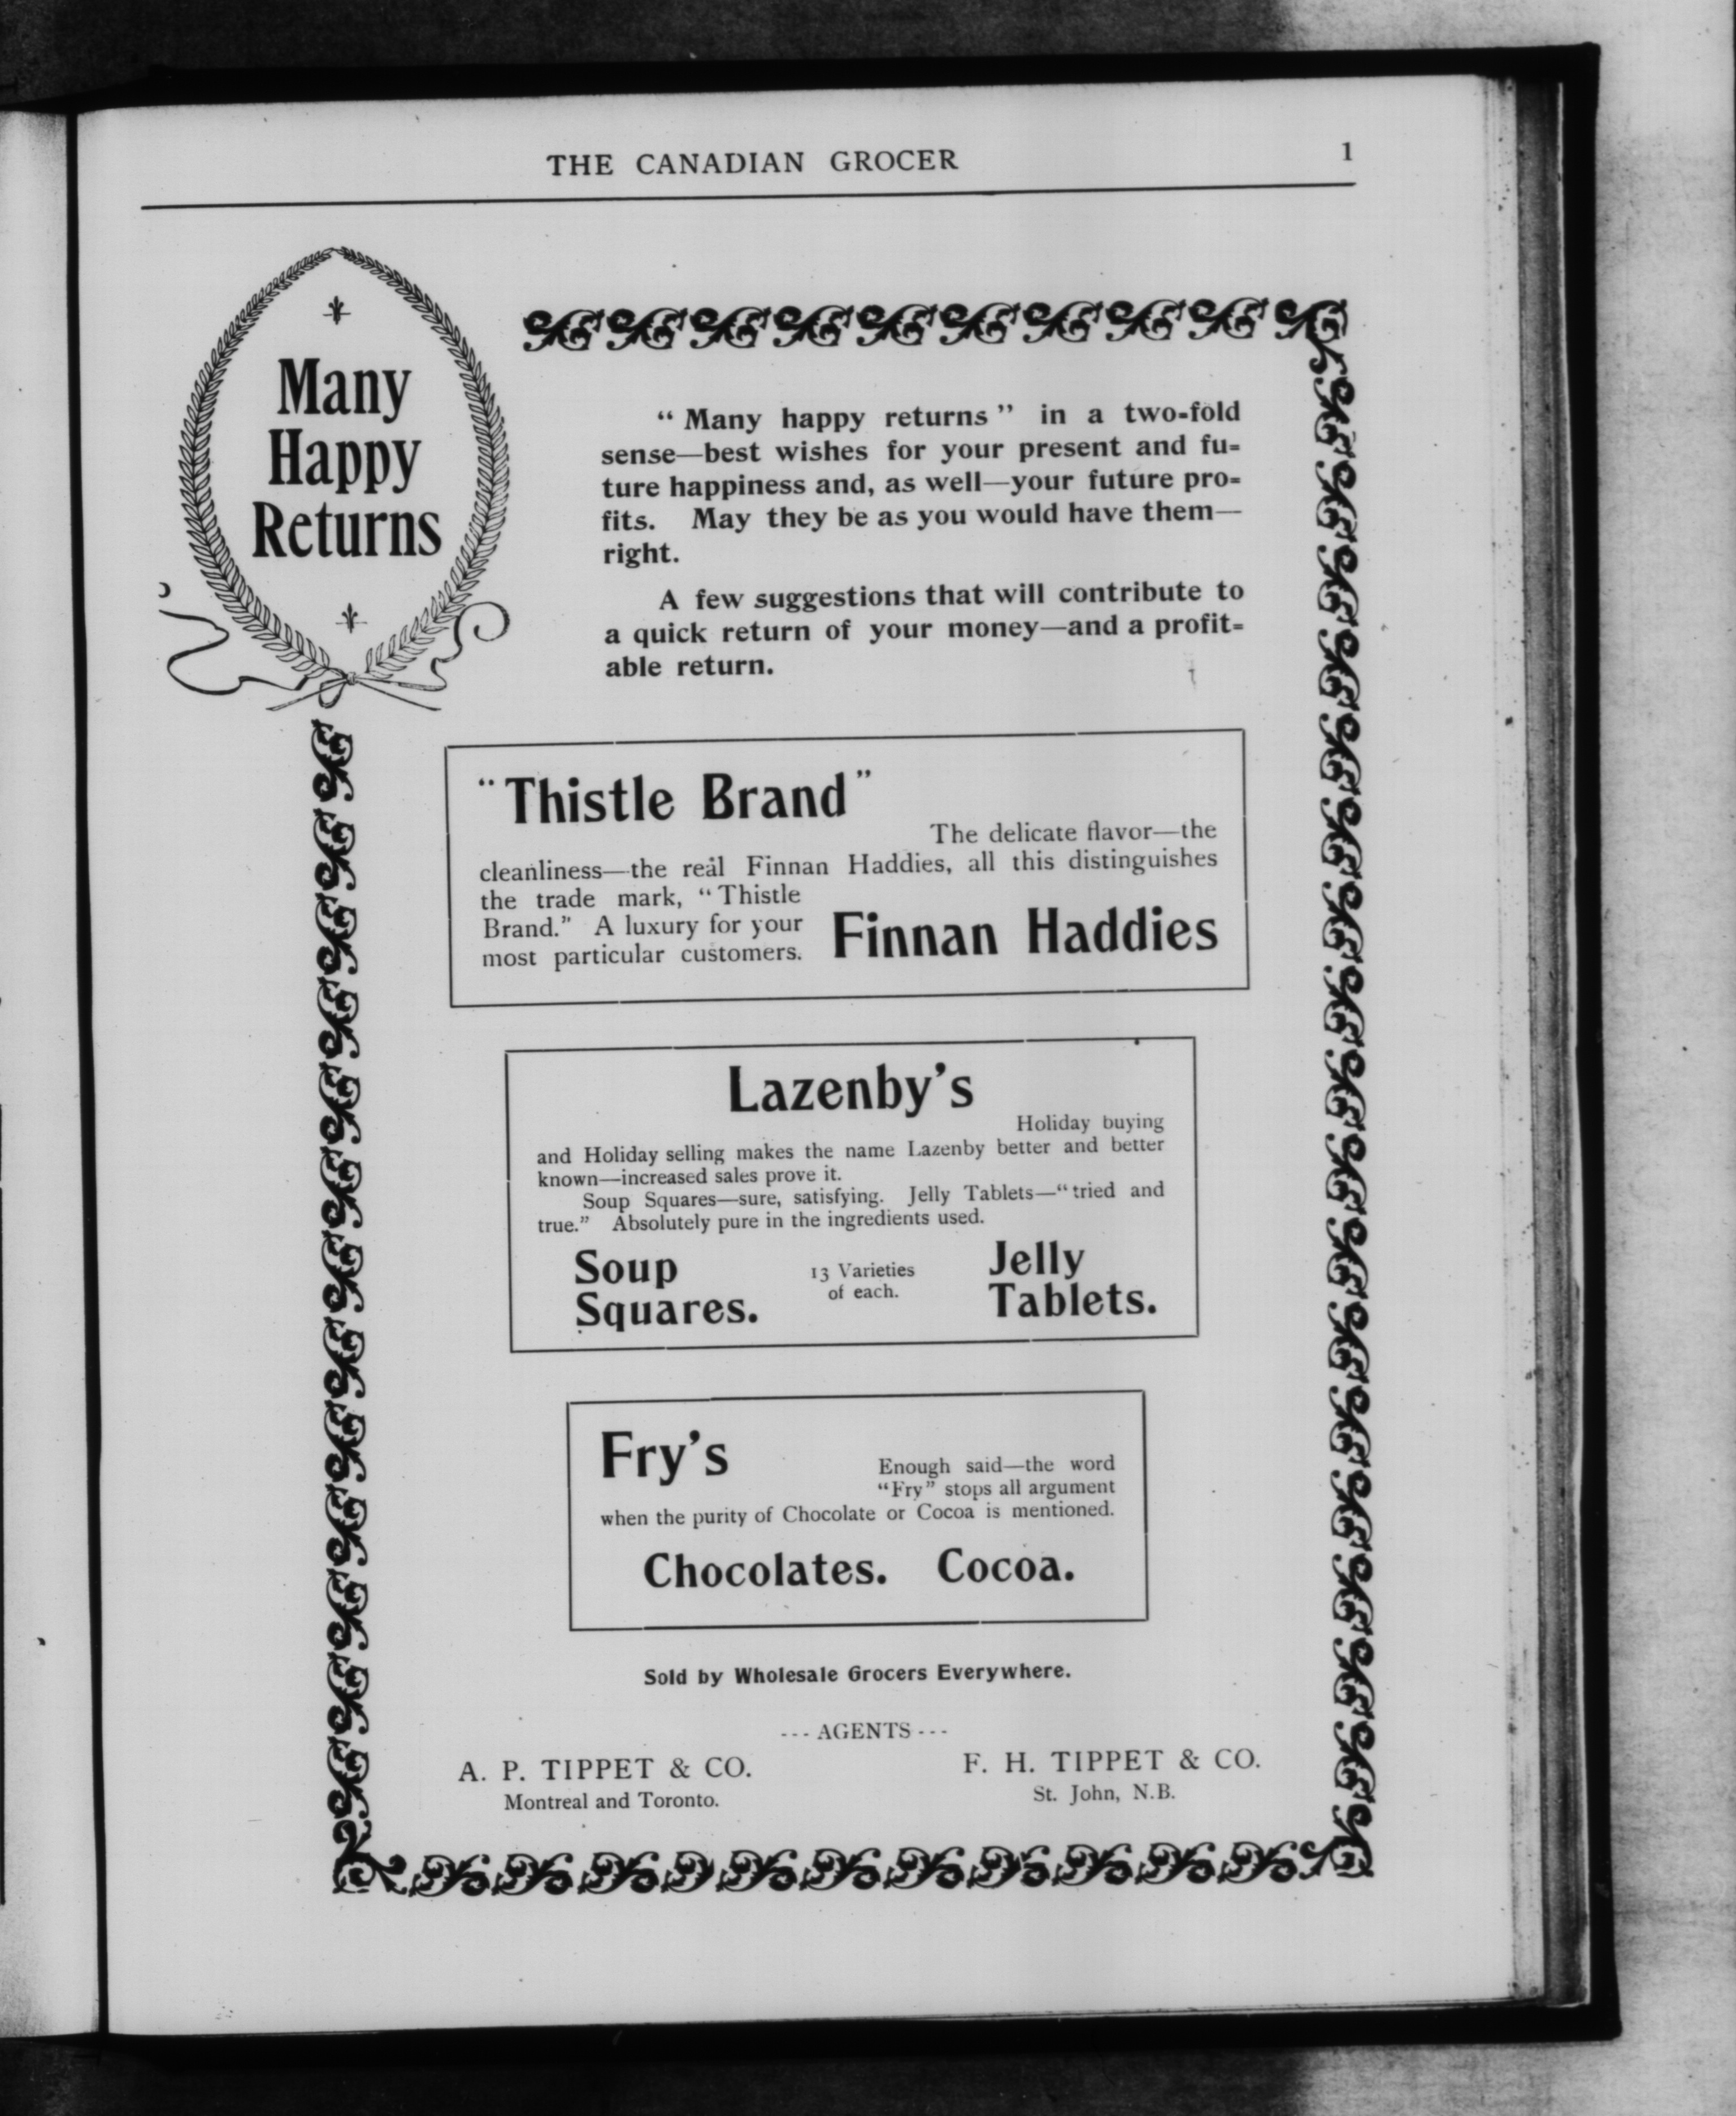 THE CANADIAN GROCER 1
Many
Happy
Returns
“ Many happy returns ” in a two-fold
sense—best wishes for your present and fu-
ture happiness and, as well—your future pro-
fits. May they be as you would have them—
right.
A few suggestions that will contribute to
a quick return of your money—and a profit-
able return.
“Thistle Brand”
The delicate flavor—the
cleanliness—the real Finnan Haddies, all this distinguishes
the trade mark, “Thistle
Brand.” A luxury for your
most particular customers.
Finnan Haddies
Lazenby’s
Holiday buying
and Holiday selling makes the name Lazenby better and better
known—increased sales prove it.
Soup Squares—sure, satisfying. Jelly Tablets—“tried and
true.” Absolutely pure in the ingredients used.
Soup
Squares.
13 Varieties
of each.
Jelly
Tablets.
Fry’s
Enough said—the word
“Fry” stops all argument
when the purity of Chocolate or Cocoa is mentioned.
Chocolates. Cocoa.
Sold by Wholesale Grocers Everywhere.
--- AGENTS ---
A. P. TIPPET & CO.
Montreal and Toronto.
F. H. TIPPET & CO.
St. John, N.B.